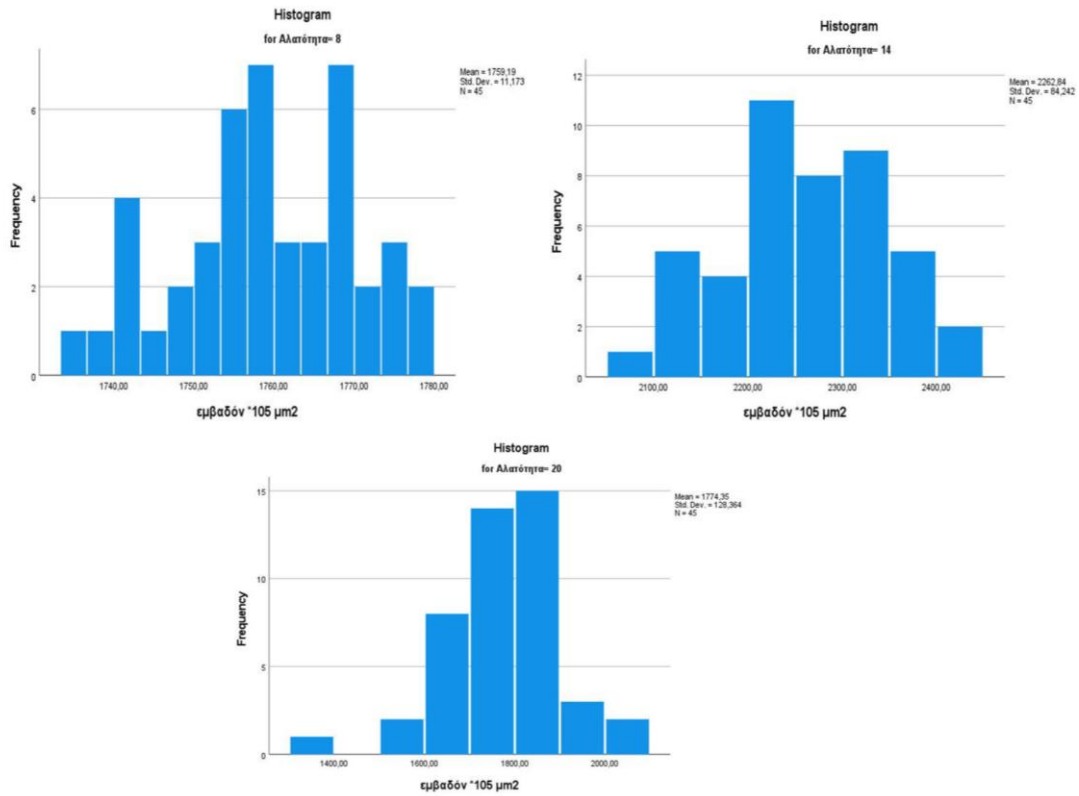 Histogram
for Αλατότητα= 8
Mean = 1759,19
Std. Dev. = 11,173
N = 45
Frequency
6
4
2
0
1740,00 1750,00 1760,00 1770,00 1780,00
εμβαδόν *105 μm2
Histogram
for Αλατότητα= 14
Mean = 2262,84
Std. Dev. = 84,242
N = 45
Frequency
12
10
8
6
4
2
0
2100,00 2200,00 2300,00 2400,00
εμβαδόν *105 μm2
Histogram
for Αλατότητα= 20
Mean = 1774,35
Std. Dev. = 128,364
N = 45
Frequency
15
10
5
0
1400,00 1600,00 1800,00 2000,00
εμβαδόν *105 μm2